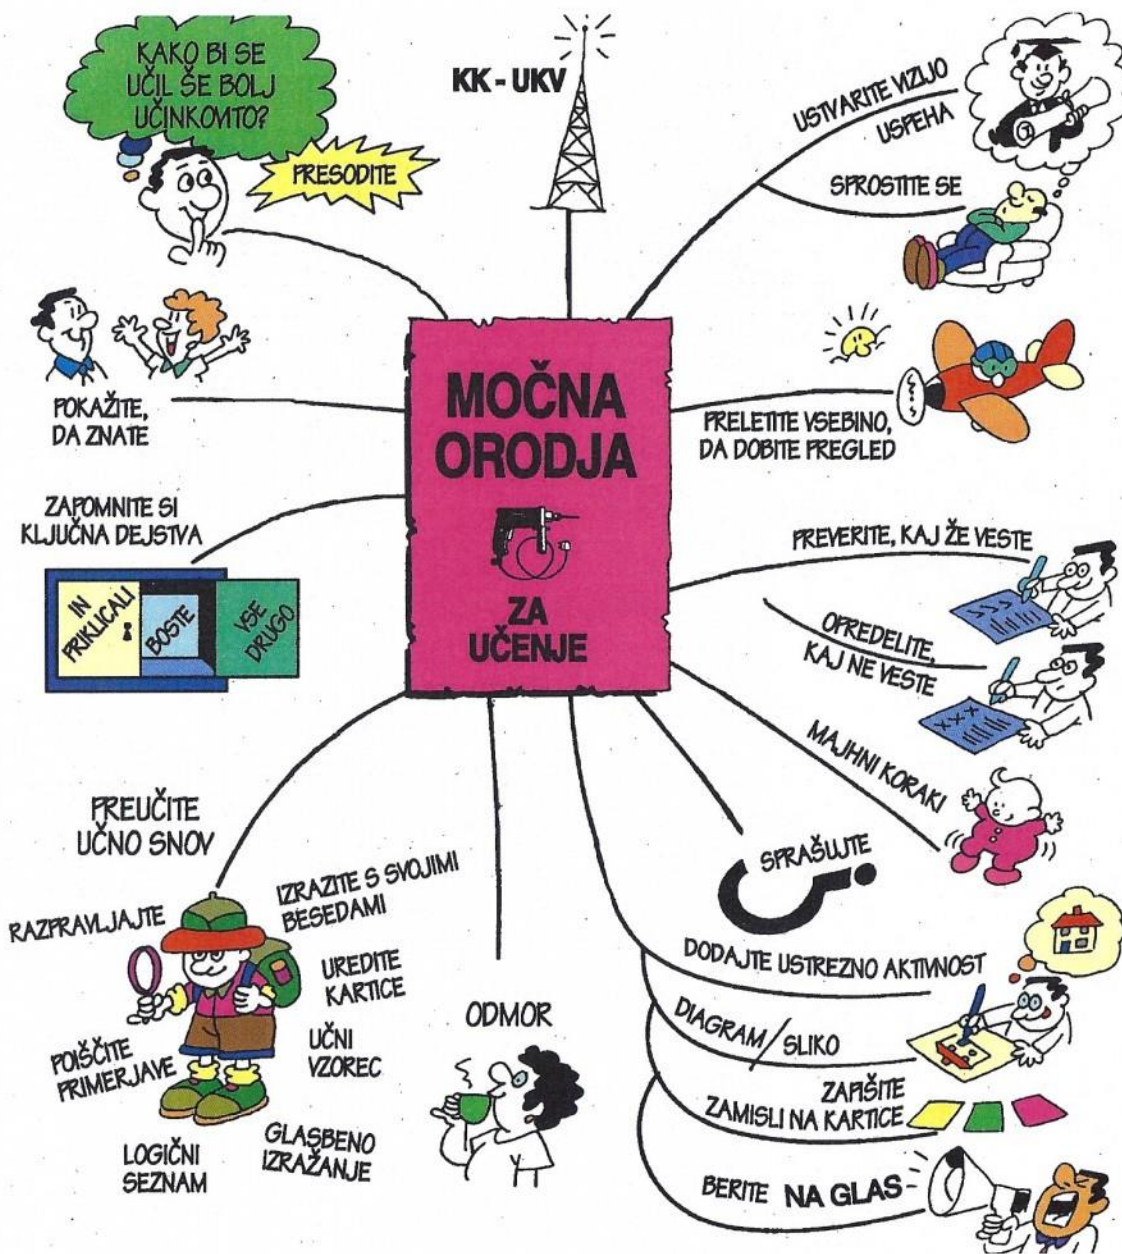 KAKO BI SE
UČIL ŠE BOLJ
UČINKOVITO?
PRESODITE
KK - UKV
USTVARITE VIZIJO
USPEHA
SPROSTITE SE
POKAŽITE,
DA ZNATE
MOČNA
ORODJA
ZA
UČENJE
PRELETITE VSEBINO,
DA DOBITE PREGLED
ZAPOMNITE SI
KLJUČNA DEJSTVA
IN
PRIKLICALI
BOSTE
VSE
DRUGO
PREVERITE, KAJ ŽE VESTE
OPREDELITE,
KAJ NE VESTE
MAJHNI KORAKI
SPRAŠUJTE
PREUČITE
UČNO SNOV
RAZPRAVLJAJTE
IZRAZITE S SVOJIMI
BESEDAMI
UREDITE
KARTICE
UČNI
VZOREC
POIŠČITE
PRIMERJAVE
LOGIČNI
SEZNAM
GLASBENO
IZRAŽANJE
ODMOR
DODAJTE USTREZNO AKTIVNOST
DIAGRAM/SLIKO
ZAPIŠITE
ZAMISLI NA KARTICE
BERITE NA GLAS